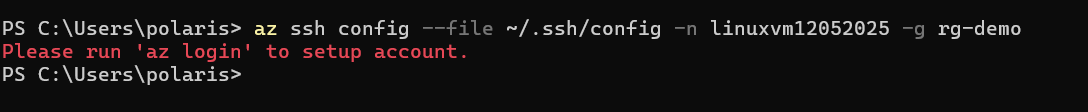 PS C:\Users\polaris> az ssh config --file ~/.ssh/config -n linuxvm12052025 -g rg-demo
Please run 'az login' to setup account.
PS C:\Users\polaris>